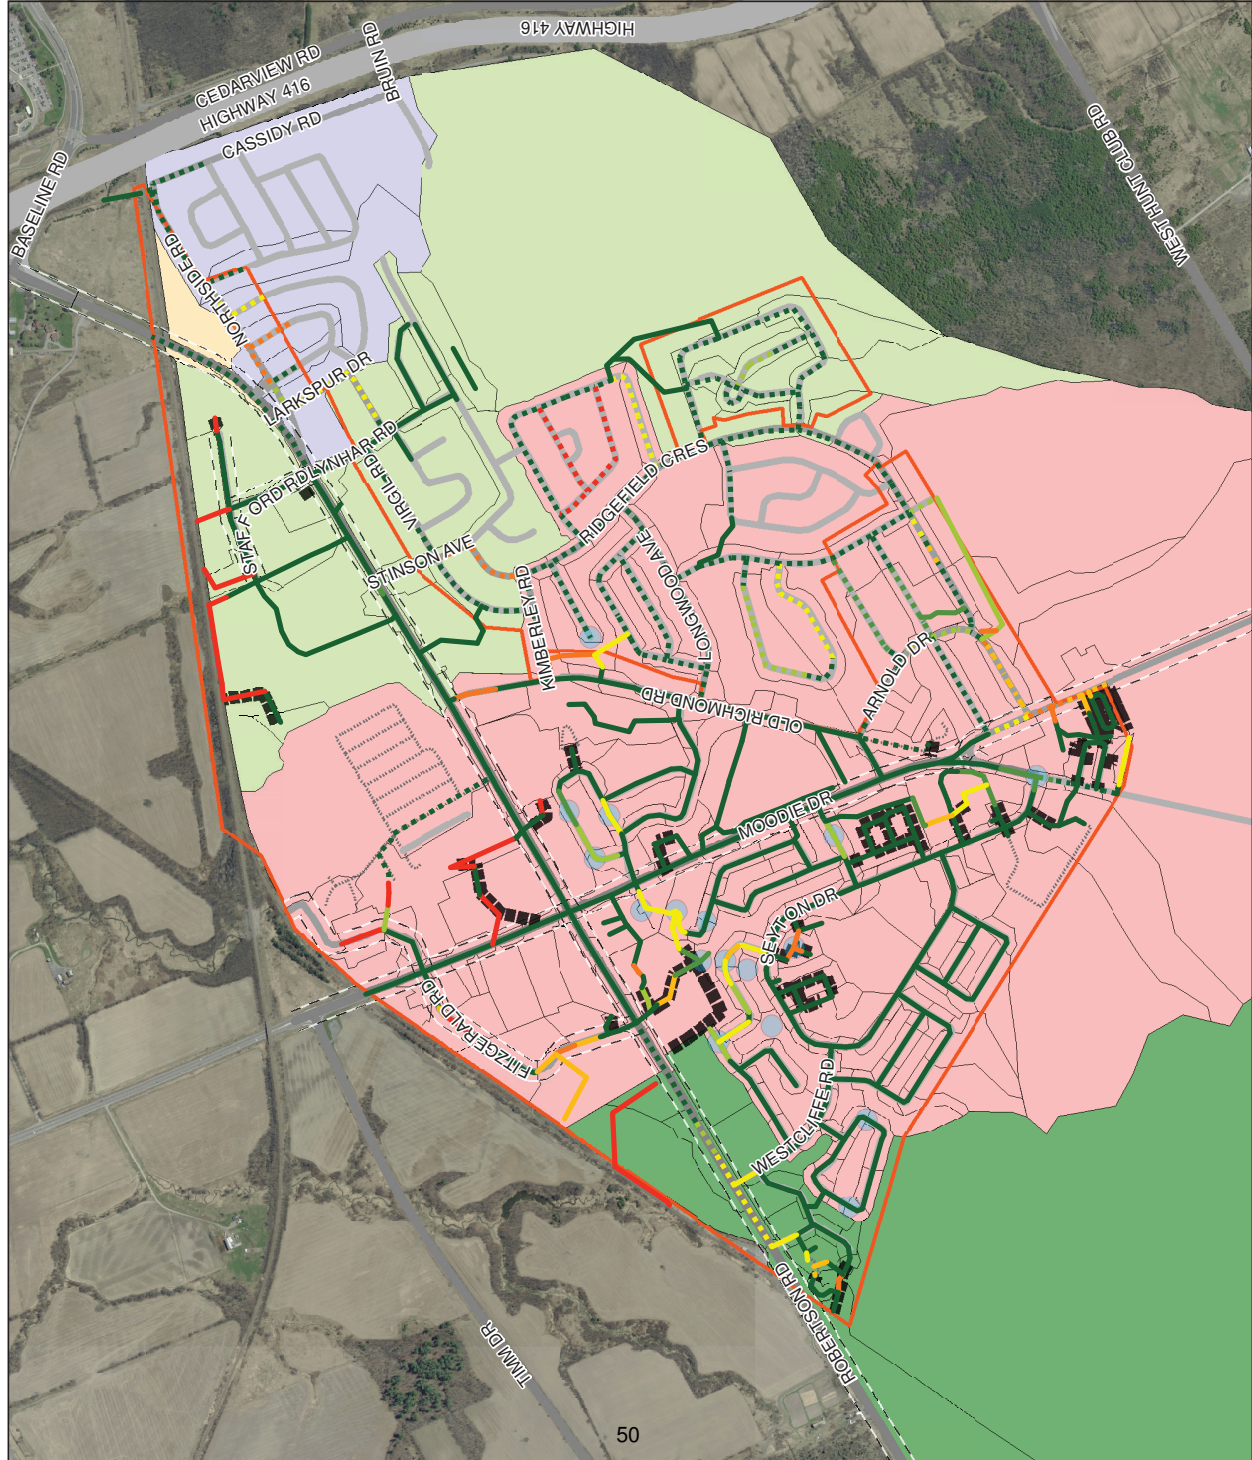 HIGHWAY 416
BRUIN RD
CEDARVIEW RD
HIGHWAY 416
CASSIDY RD
WEST HUNT CLUB RD
BASELINE RD
NORTHSIDE RD
LARKSPUR DR
LYNHAR RD
STAFFORD RD
VIRGIL RD
RIDGEFIELD CRES
STINSON AVE
LONGWOOD AVE
KIMBERLEY RD
ARNOLD DR
OLD RICHMOND RD
MOODIE DR
SEYTON DR
FITZGERALD RD
WESTCLIFFE RD
ROBERTSON RD
TIMM DR
50